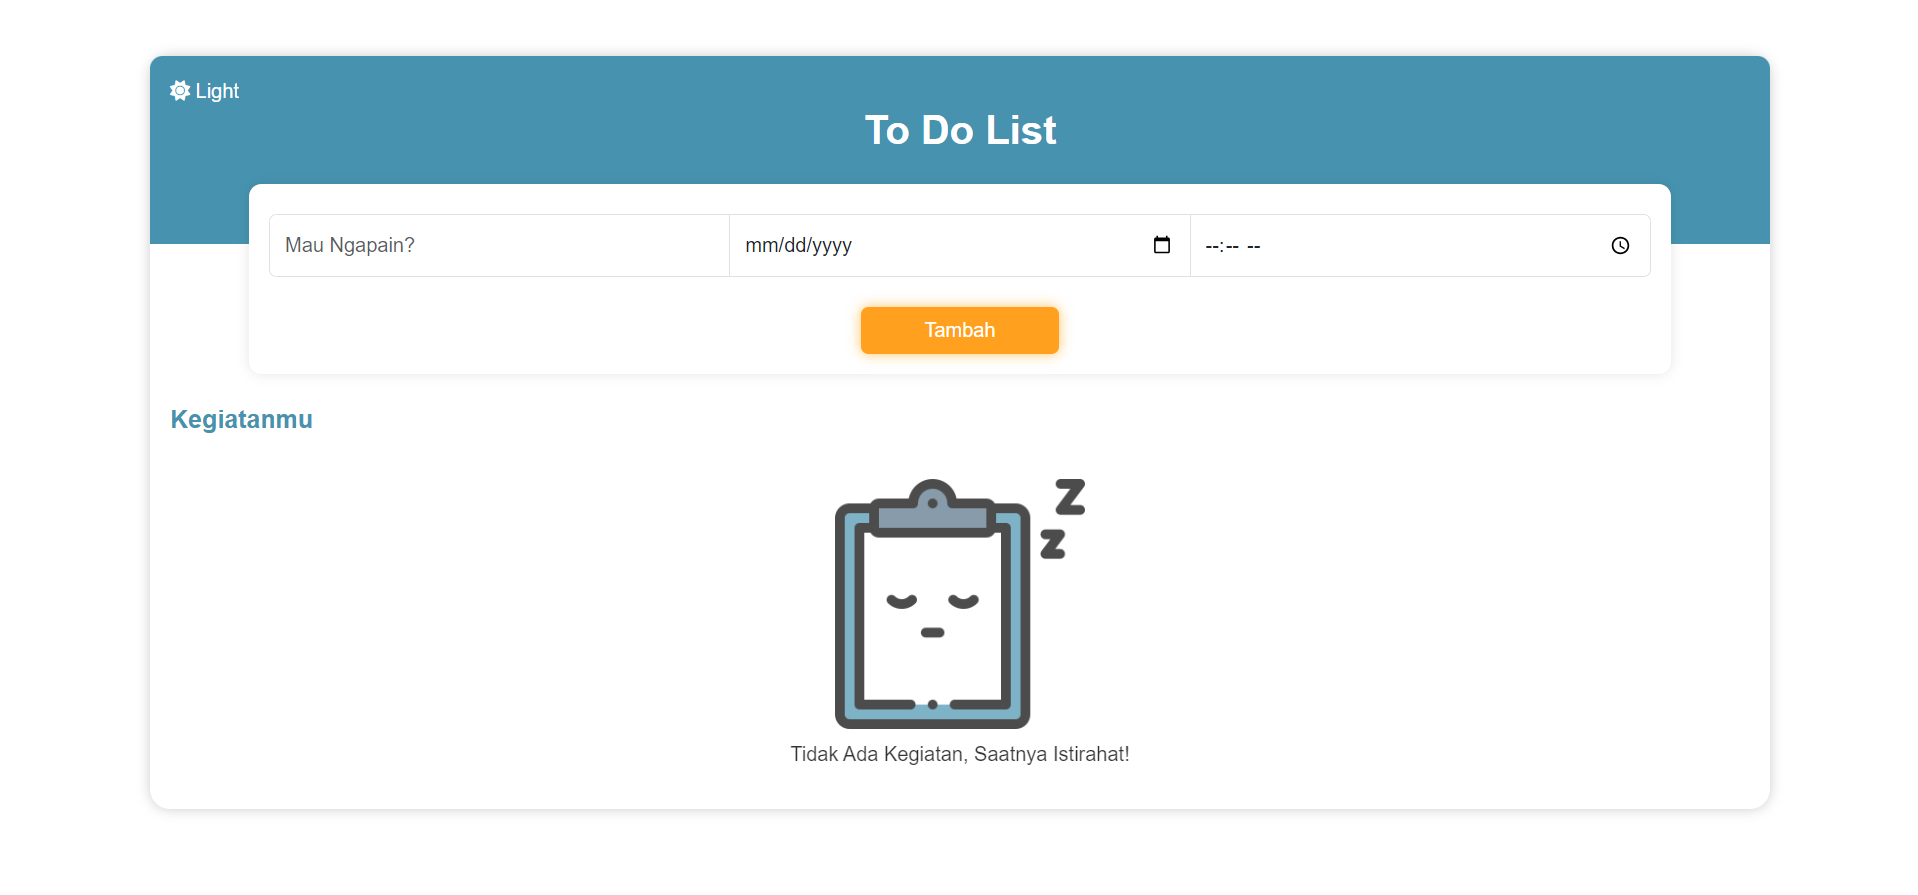 Light
To Do List
Mau Ngapain?
mm/dd/yyyy
--:-- --
Tambah
Kegiatanmu
Z
z
Tidak Ada Kegiatan, Saatnya Istirahat!